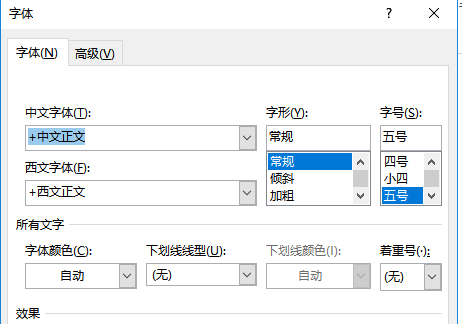 字体
字体(N) 高级(V)
中文字体(T): 字形(Y): 字号(S):
+中文正文 常规 五号
常规 四号
西文字体(F): 倾斜 小四
+西文正文 加粗 五号
所有文字
字体颜色(C): 下划线线型(U): 下划线颜色(I): 着重号(·):
自动 (无) 自动 (无)
效果